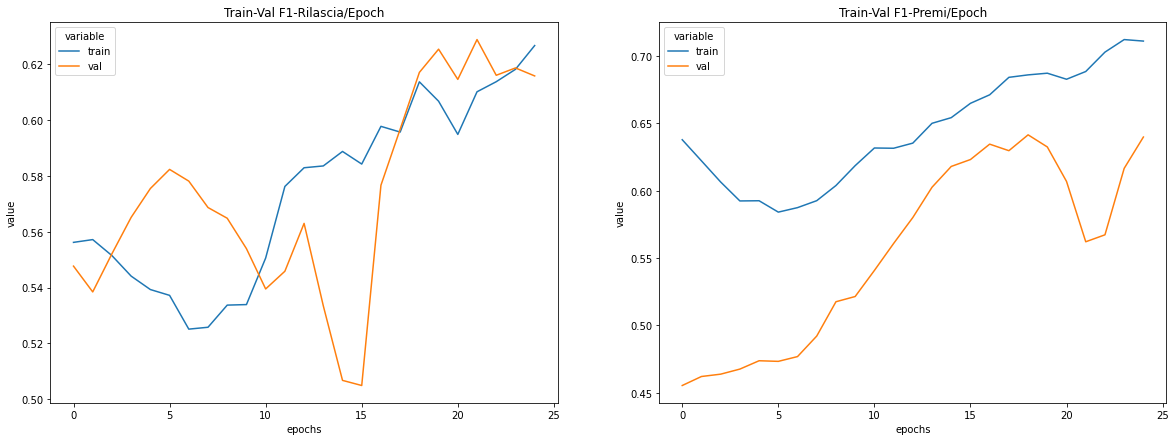 Train-Val F1-Rilascia/Epoch
variable
train
val
value
0.62
0.60
0.58
0.56
0.54
0.52
0.50
0
5
10
15
20
25
epochs
Train-Val F1-Premi/Epoch
variable
train
val
value
0.70
0.65
0.60
0.55
0.50
0.45
0
5
10
15
20
25
epochs